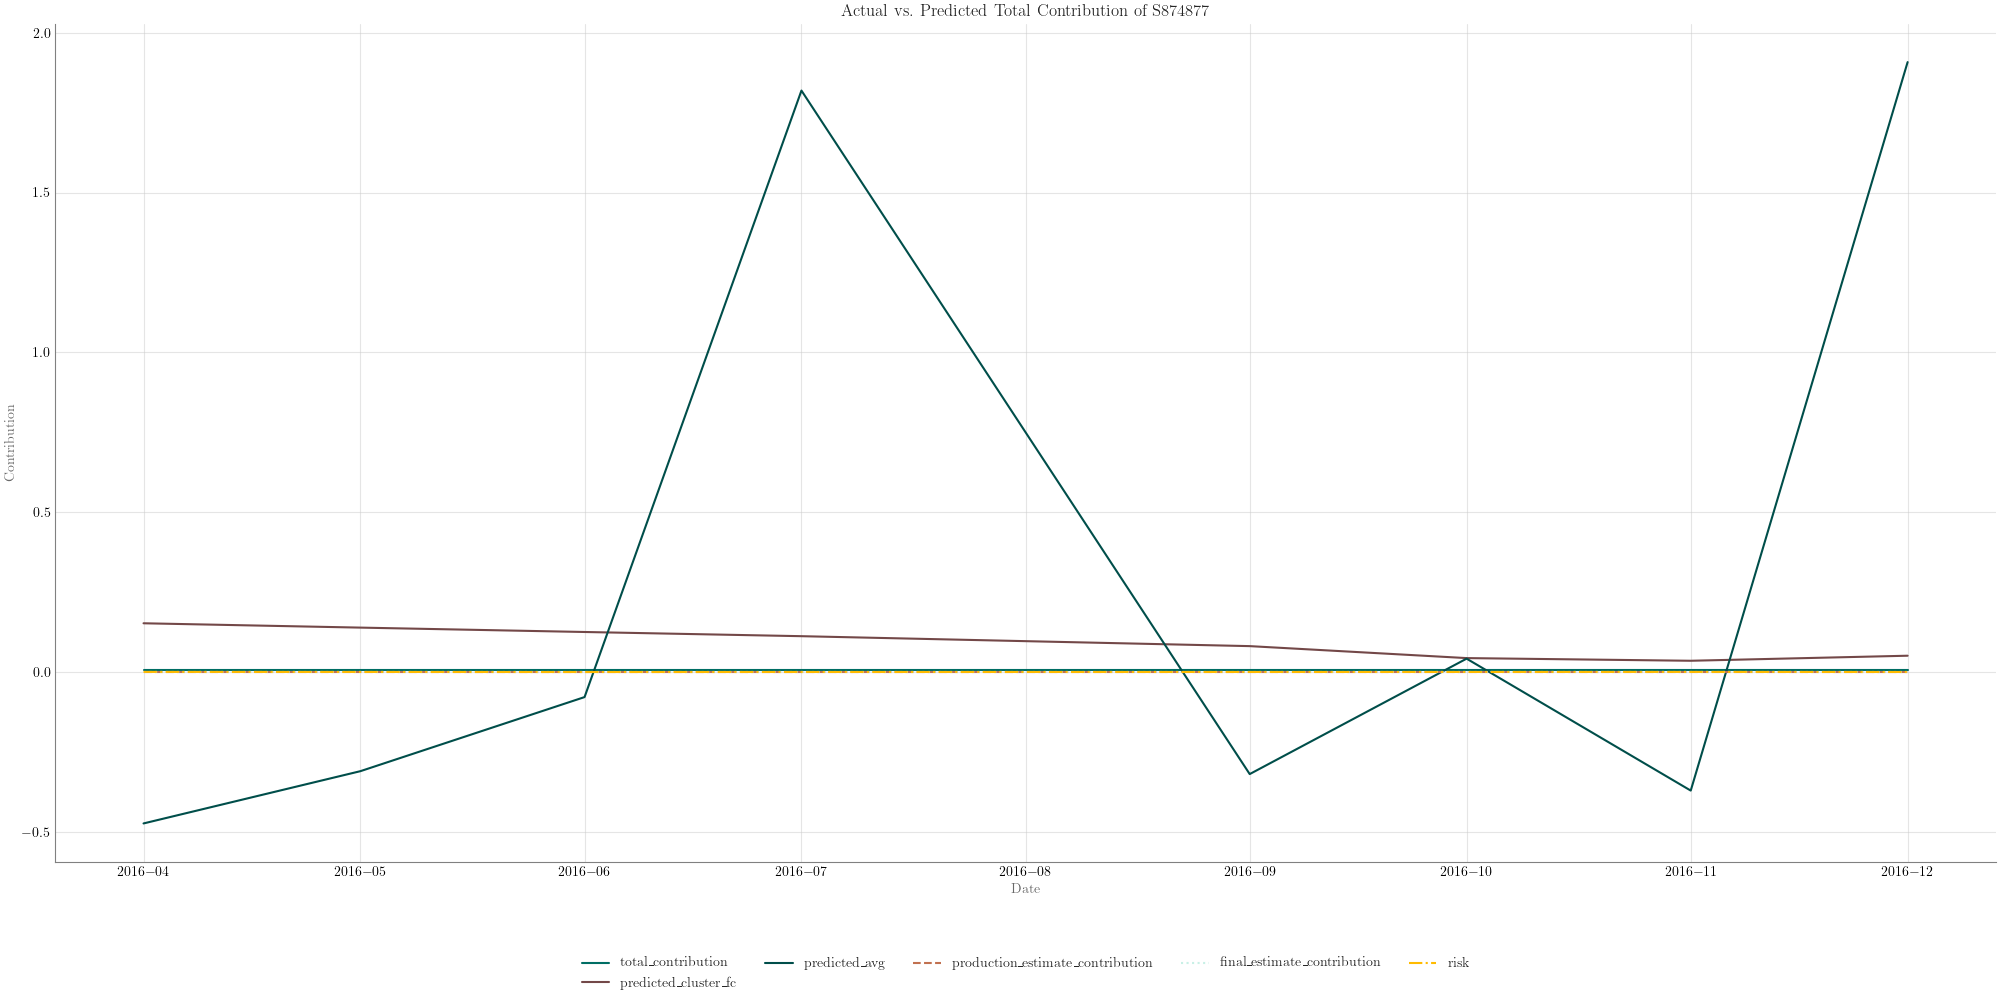 Actual vs. Predicted Total Contribution of S874877
2.0
1.5
1.0
0.5
0.0
−0.5
Contribution
2016−04 2016−05 2016−06 2016−07 2016−08 2016−09 2016−10 2016−11 2016−12
Date
total_contribution predicted_avg production_estimate_contribution final_estimate_contribution risk
predicted_cluster_fc